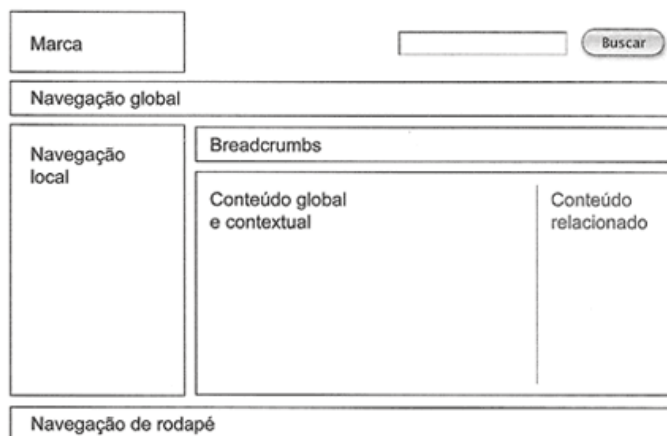 Marca
Buscar
Navegação global
Navegação
local
Breadcrumbs
Conteúdo global
e contextual
Conteúdo
relacionado
Navegação de rodapé